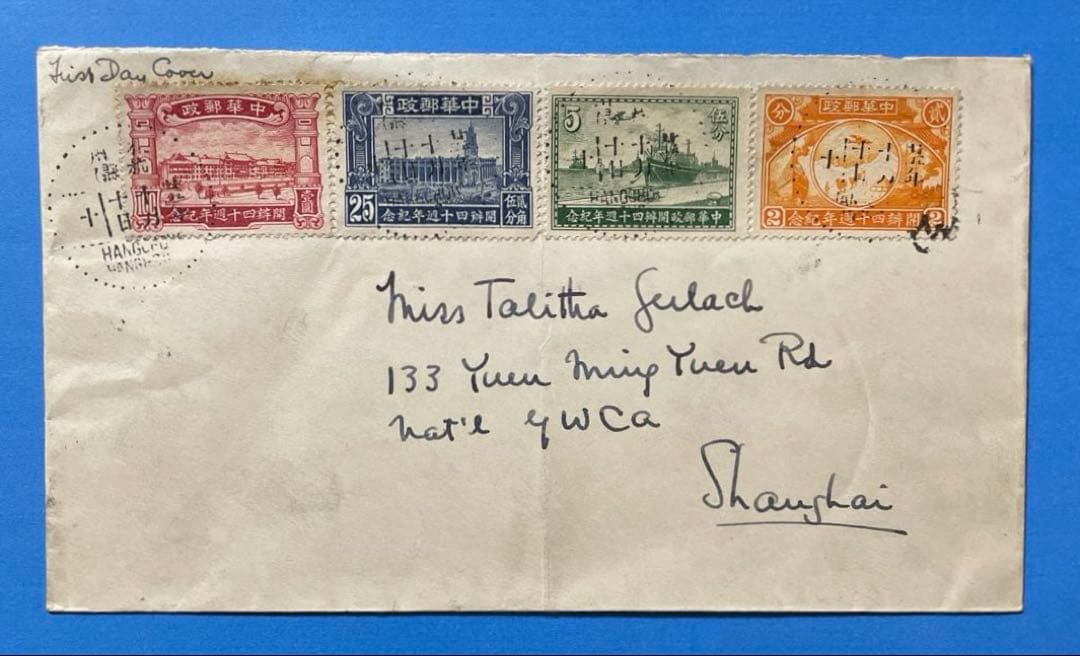 First Day Cover
政郵華中
念紀年週十四辦開
政郵華中
25
貳角
伍分
念紀年週十四辦開
5
伍分
念紀年週十四辦開政郵華中
政郵華中
分
貳
2
念紀年週十四辦開
2
HANGCHOW
Miss Talitha Gerlach
133 Yuen Ming Yuen Rd
Nat'l YWCA
Shanghai